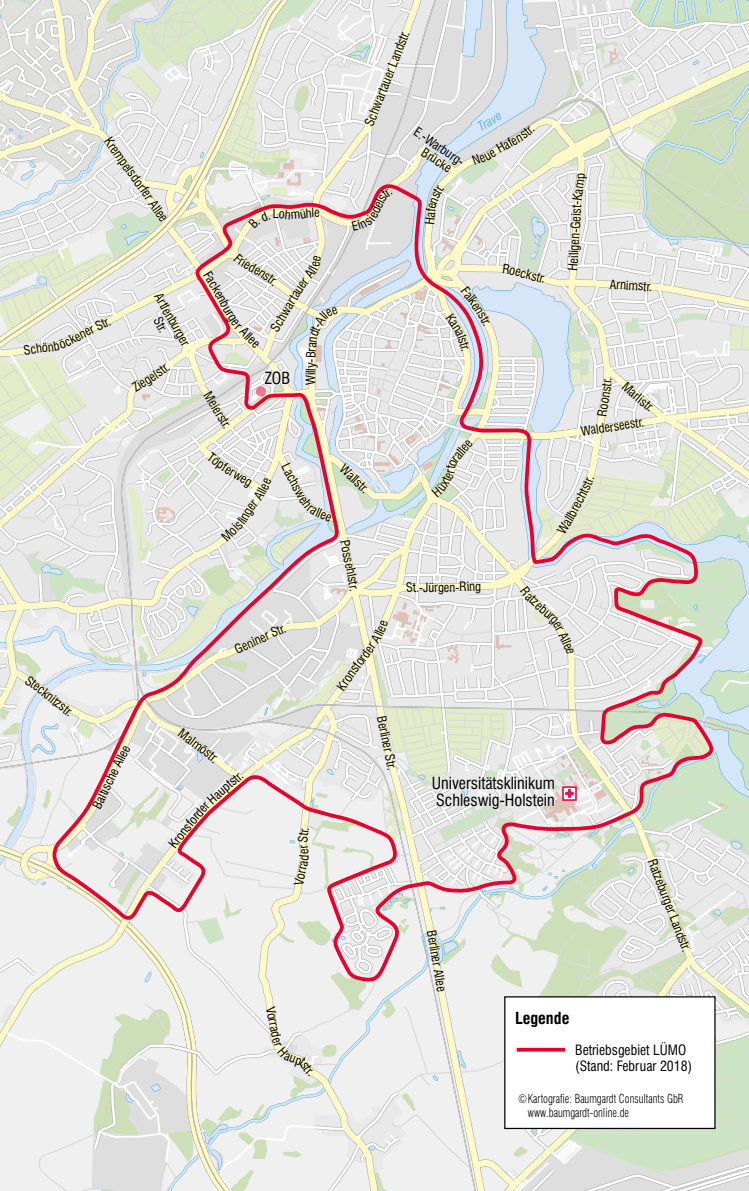 Schwartauer Landstr.
Trave
E.-Warburg-
Brücke
Neue Hafenstr.
Krempelsdorfer Allee
Hafenstr.
Heiligen-Geist-Kamp
Einsiedelstr.
B. d. Lohmühle
Friedenstr.
Schwartauer Allee
Fackenburger Allee
Roeckstr.
Arnimstr.
Falkenstr.
Kanalstr.
Willy-Brandt-Allee
Artlenburger
Str.
Schönböckener Str.
Ziegelstr.
ZOB
Meierstr.
Roonstr.
Marlistr.
Walderseestr.
Töpferweg
Lachswehrallee
Wallstr.
Hüxtertorallee
Moislinger Allee
Wallbrechtstr.
Possehlstr.
St.-Jürgen-Ring
Ratzeburger Allee
Geniner Str.
Kronsforder Allee
Stecknitzstr.
Malmöstr.
Berliner Str.
Baltische Allee
Kronsforder Hauptstr.
Universitätsklinikum
Schleswig-Holstein
Vorrader Str.
Ratzeburger Landstr.
Berliner Allee
Vorrader Hauptstr.
Legende
Betriebsgebiet LÜMO
(Stand: Februar 2018)
© Kartografie: Baumgardt Consultants GbR
www.baumgardt-online.de